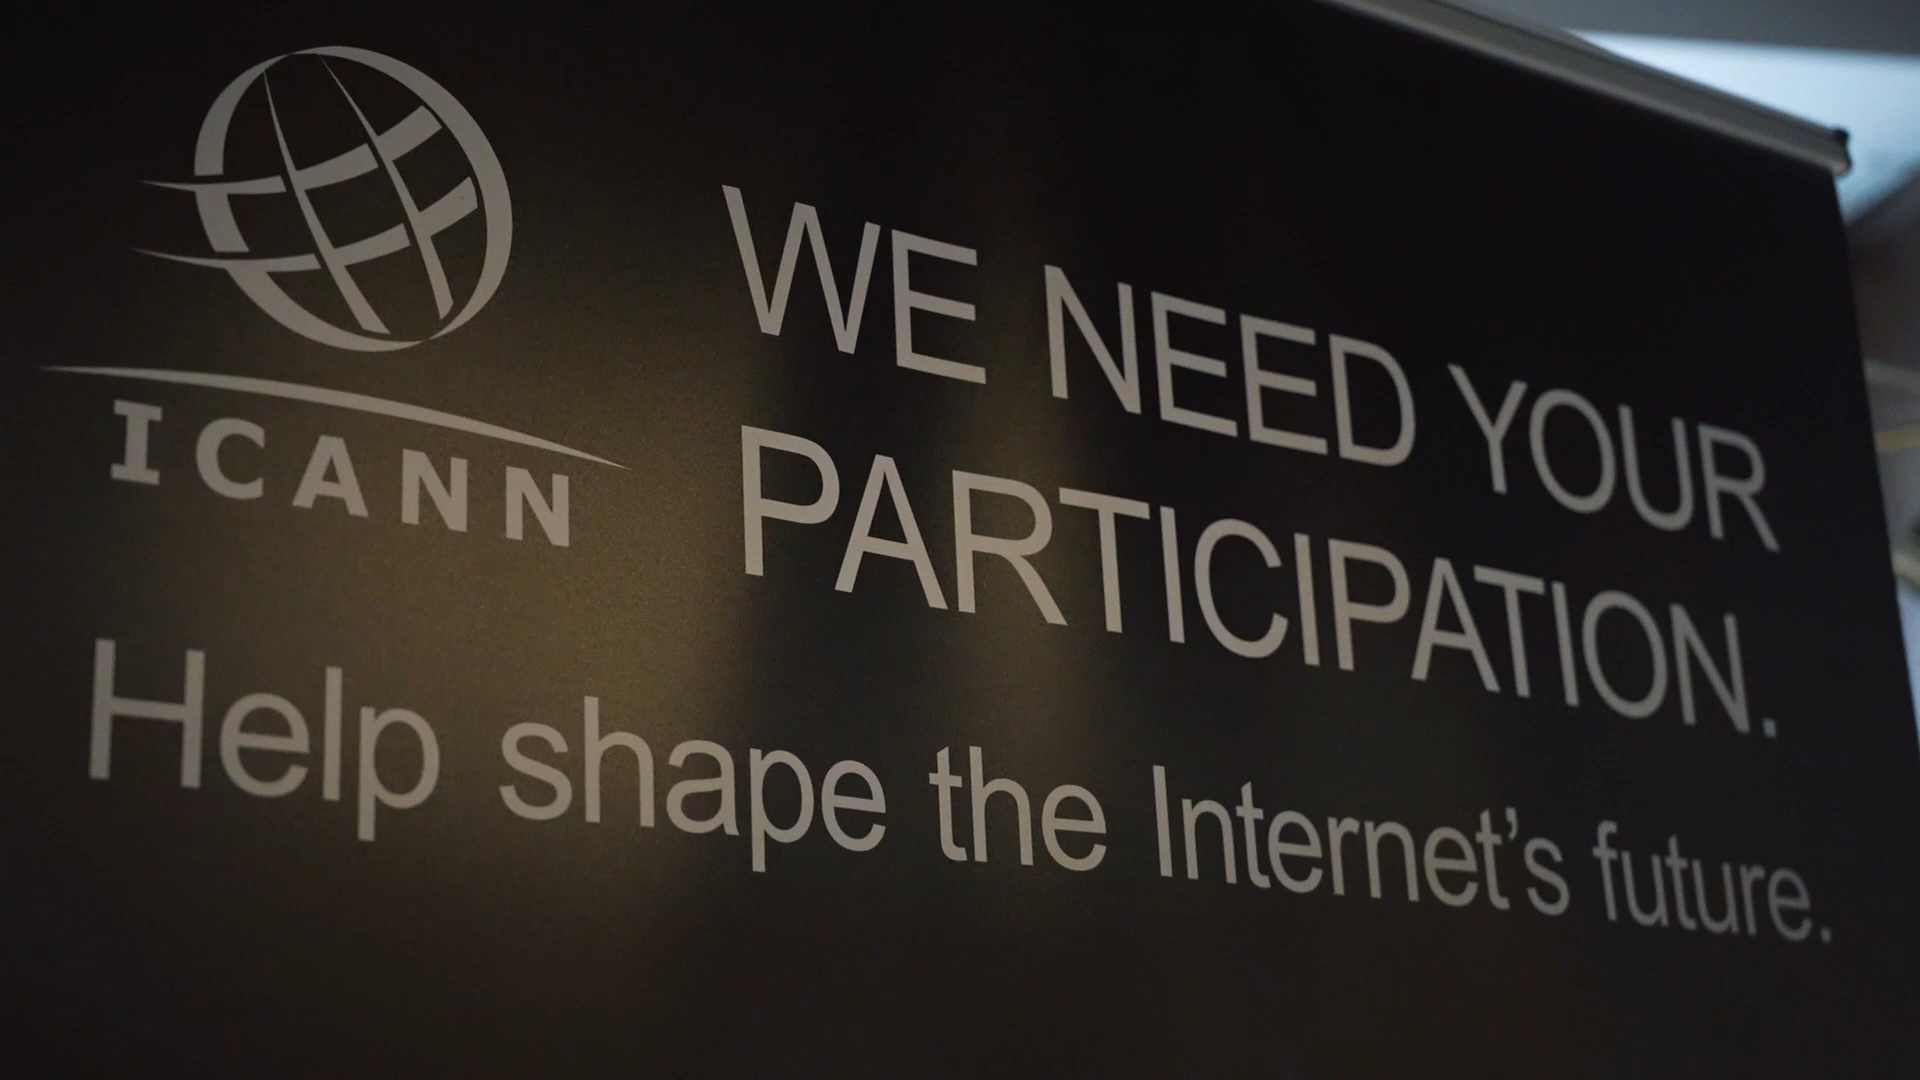 ICANN
WE NEED YOUR
PARTICIPATION.
Help shape the Internet’s future.